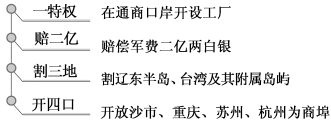 一特权 在通商口岸开设工厂
赔二亿 赔偿军费二亿两白银
割三地 割辽东半岛、台湾及其附属岛屿
开四口 开放沙市、重庆、苏州、杭州为商埠